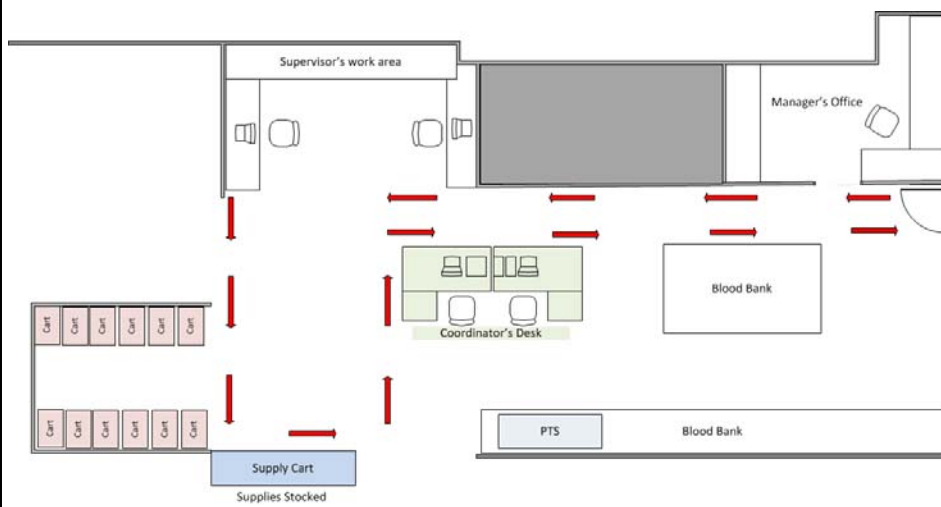 Supervisor's work area
Manager's Office
Cart
Cart
Cart
Cart
Cart
Cart
Coordinator's Desk
Blood Bank
Cart
Cart
Cart
Cart
Cart
Cart
PTS
Blood Bank
Supply Cart
Supplies Stocked